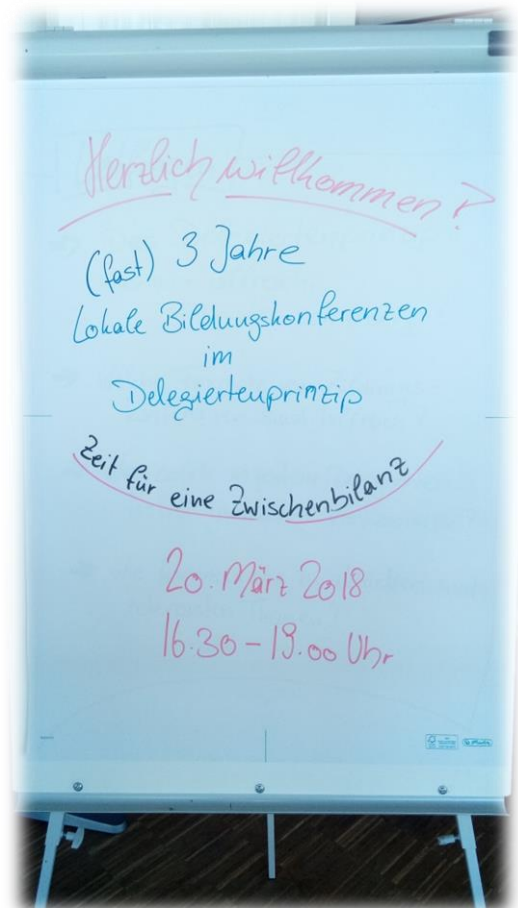 Herzlich willkommen!
(fast) 3 Jahre
Lokale Bildungskonferenzen
im
Delegiertenprinzip
Zeit für eine Zwischenbilanz
20. März 2018
16.30 - 19.00 Uhr